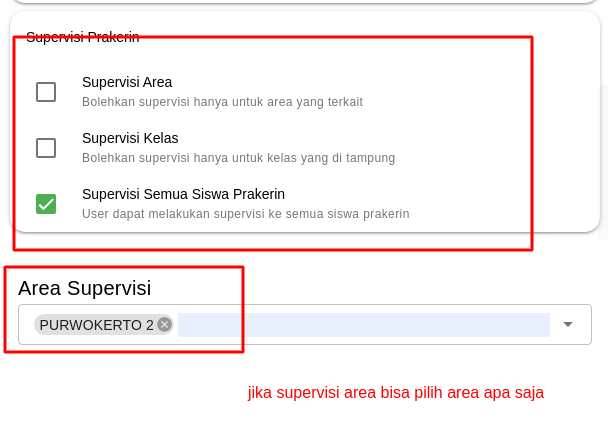 Supervisi Prakerin
Supervisi Area
Bolehkan supervisi hanya untuk area yang terkait
Supervisi Kelas
Bolehkan supervisi hanya untuk kelas yang di tampung
Supervisi Semua Siswa Prakerin
User dapat melakukan supervisi ke semua siswa prakerin
Area Supervisi
PURWOKERTO 2
jika supervisi area bisa pilih area apa saja